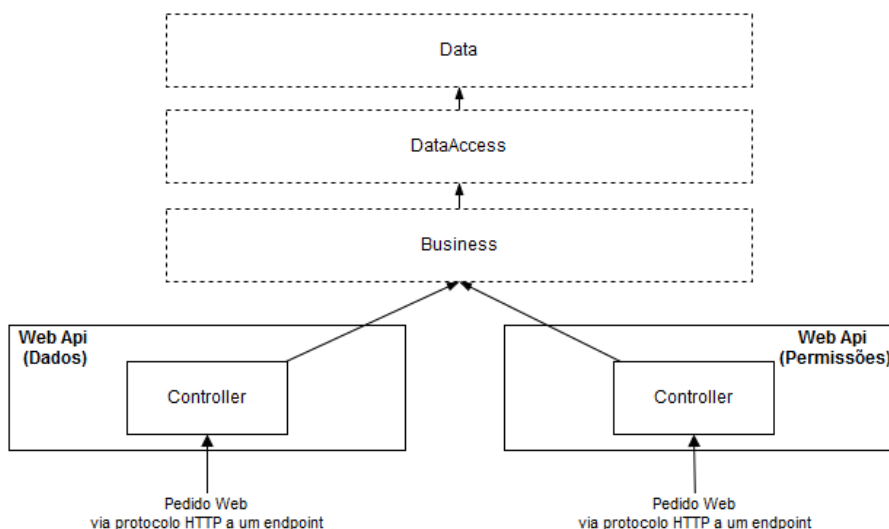 Data
DataAccess
Business
Web Api
(Dados)
Controller
Web Api
(Permissões)
Controller
Pedido Web
via protocolo HTTP a um endpoint
Pedido Web
via protocolo HTTP a um endpoint